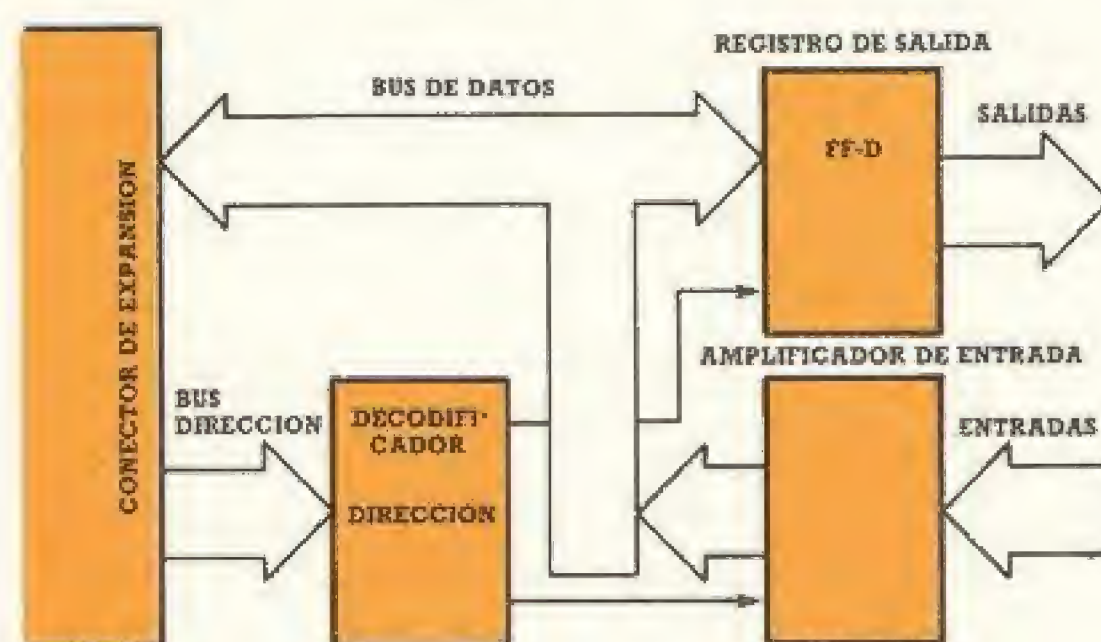 REGISTRO DE SALIDA
BUS DE DATOS
SALIDAS
FF-D
CONECTOR DE EXPANSION
AMPLIFICADOR DE ENTRADA
BUS
DIRECCION
DECODIFI-
CADOR
DIRECCIÓN
ENTRADAS